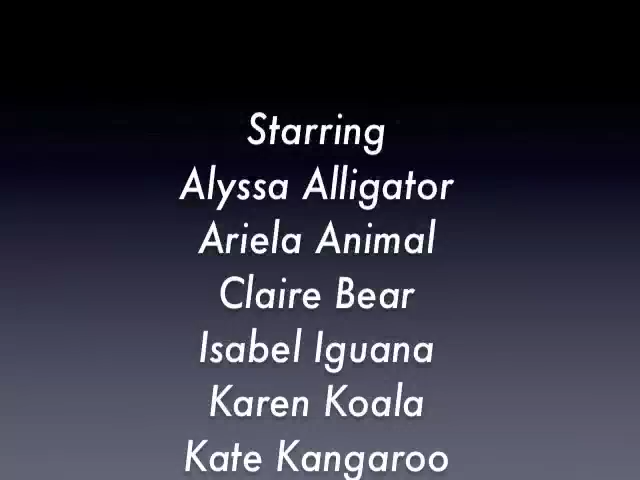 Starring
Alyssa Alligator
Ariela Animal
Claire Bear
Isabel Iguana
Karen Koala
Kate Kangaroo